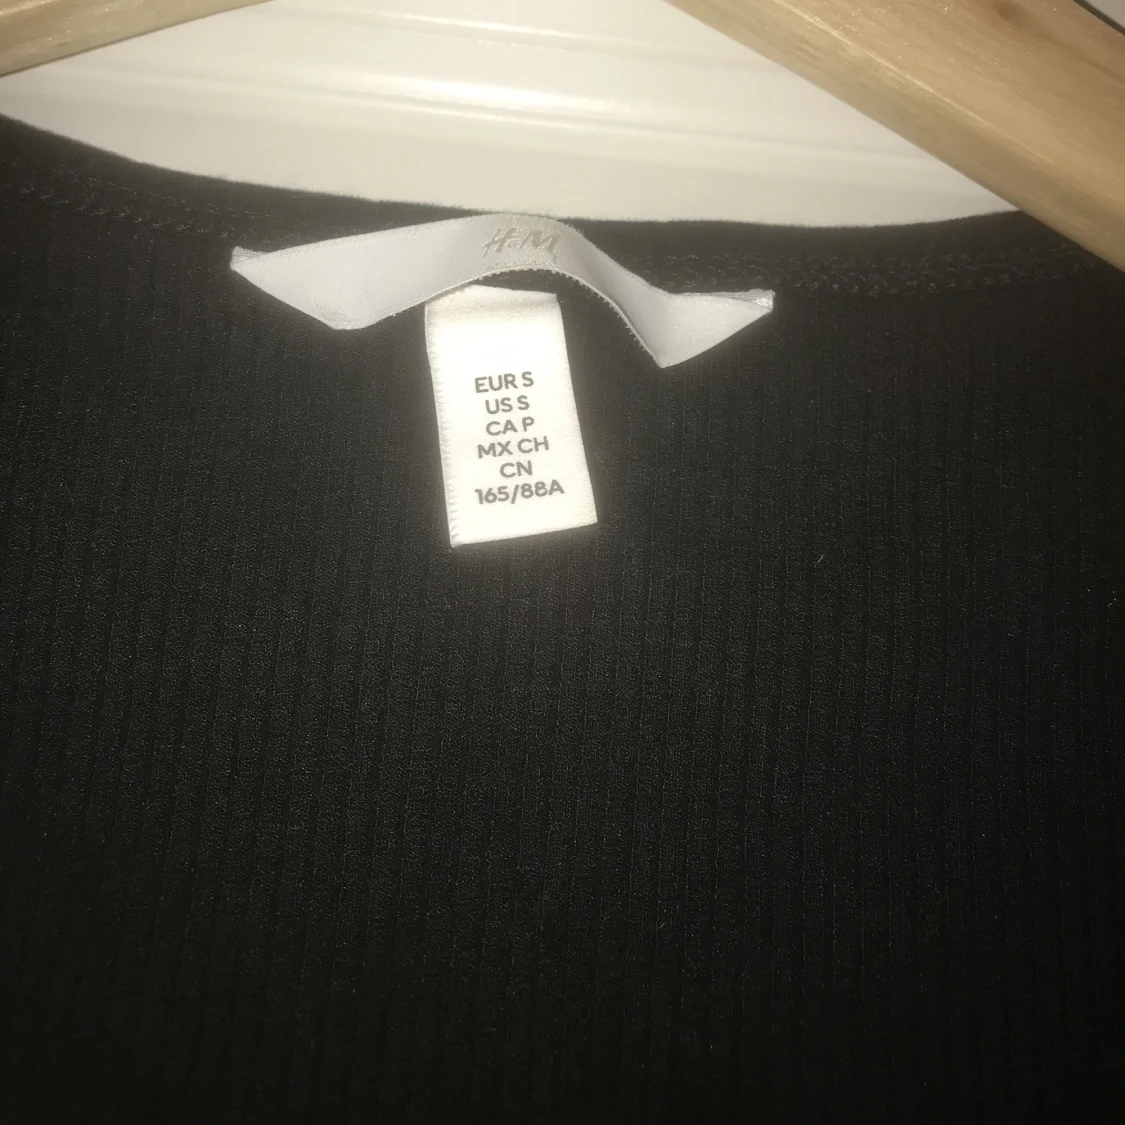 H&M
EUR S
US S
CA P
MX CH
CN
165/88A